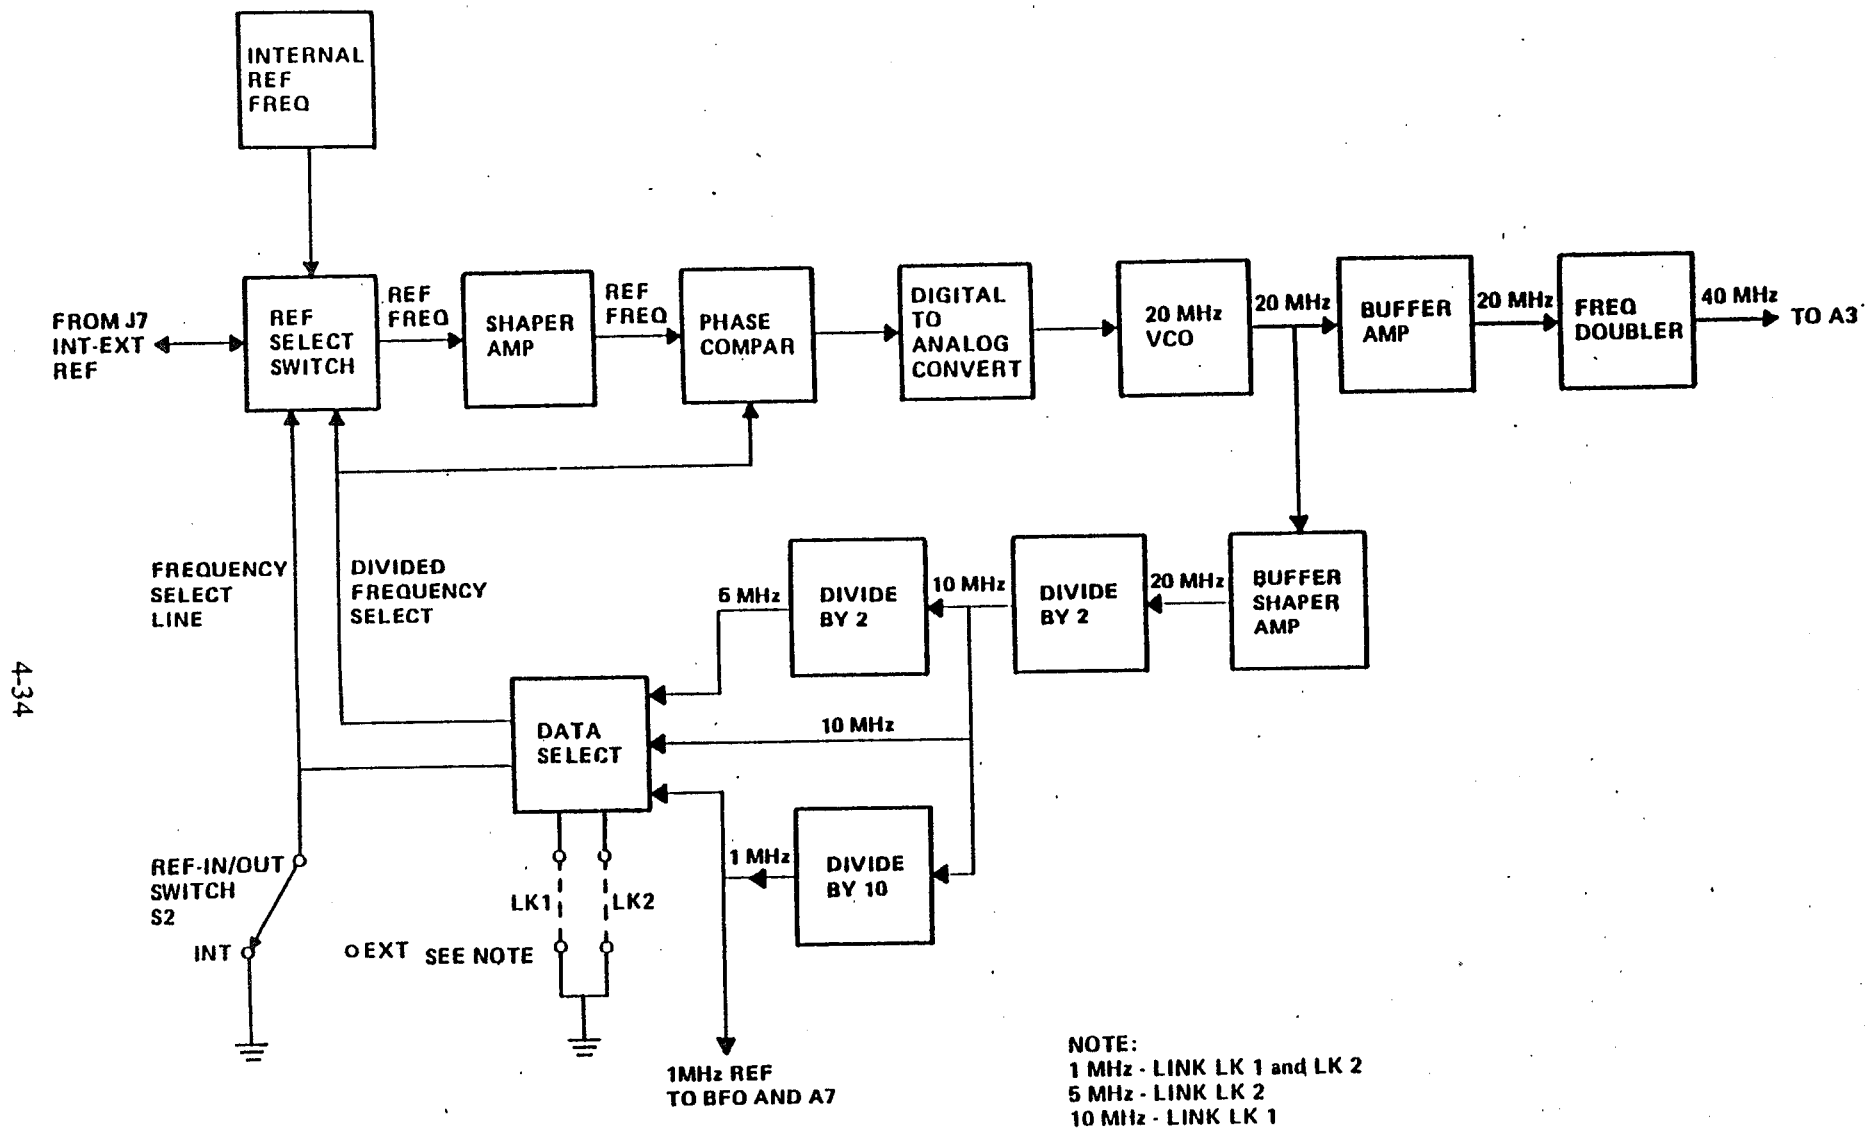 INTERNAL
REF
FREQ
FROM J7
INT-EXT
REF
REF
SELECT
SWITCH
REF
FREQ
SHAPER
AMP
REF
FREQ
PHASE
COMPAR
DIGITAL
TO
ANALOG
CONVERT
20 MHz
VCO
20 MHz
BUFFER
AMP
20 MHz
FREQ
DOUBLER
40 MHz
TO A3
FREQUENCY
SELECT
LINE
DIVIDED
FREQUENCY
SELECT
5 MHz
DIVIDE
BY 2
10 MHz
DIVIDE
BY 2
20 MHz
BUFFER
SHAPER
AMP
4-34
DATA
SELECT
10 MHz
REF-IN/OUT
SWITCH
S2
INT
EXT
SEE NOTE
LK1
LK2
1 MHz
DIVIDE
BY 10
1MHz REF
TO BFO AND A7
NOTE:
1 MHz - LINK LK 1 and LK 2
5 MHz - LINK LK 2
10 MHz - LINK LK 1